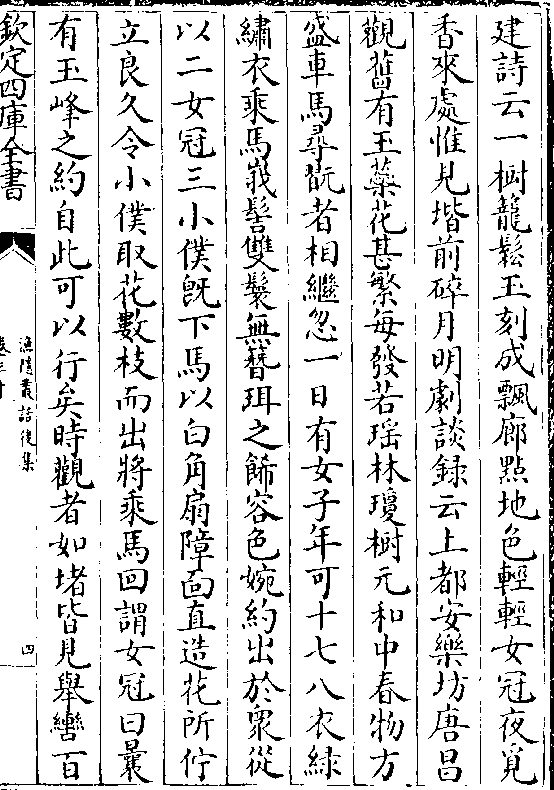 建詩云一樹籠鬆玉刻成飄廊點地色輕輕女冠夜覓
香來處惟見堦前碎月明劇談録云上都安樂坊唐昌
觀舊有玉蘂花甚繁每發若瑶林瓊樹元和中春物方
盛車馬尋翫者相繼忽一日有女子年可十七八衣緑
繡衣乘馬峩髻雙鬟無簪珥之餙容色婉約出於衆從
以二女冠三小僕既下馬以白角扇障面直造花所佇
立良久令小僕取花數枝而出將乘馬回謂女冠曰曩
有玉峰之約自此可以行矣時觀者如堵皆見舉轡百
欽定四庫全書
漁隱叢話後集
卷三十
四